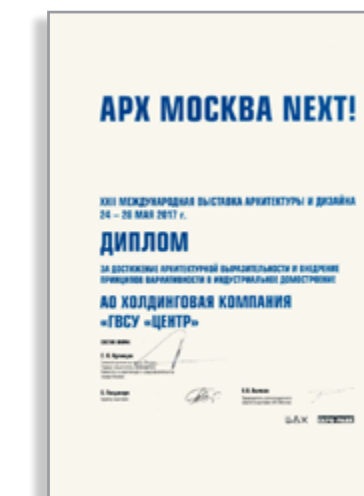 АРХ МОСКВА NEXT!
XXII МЕЖДУНАРОДНАЯ ВЫСТАВКА АРХИТЕКТУРЫ И ДИЗАЙНА
24 – 28 МАЯ 2017 г.
ДИПЛОМ
ЗА ДОСТИЖЕНИЕ АРХИТЕКТУРНОЙ ВЫРАЗИТЕЛЬНОСТИ И ВНЕДРЕНИЕ
ПРИНЦИПОВ ВАРИАТИВНОСТИ В ИНДУСТРИАЛЬНОЕ ДОМОСТРОЕНИЕ
АО ХОЛДИНГОВАЯ КОМПАНИЯ
«ГВСУ «ЦЕНТР»